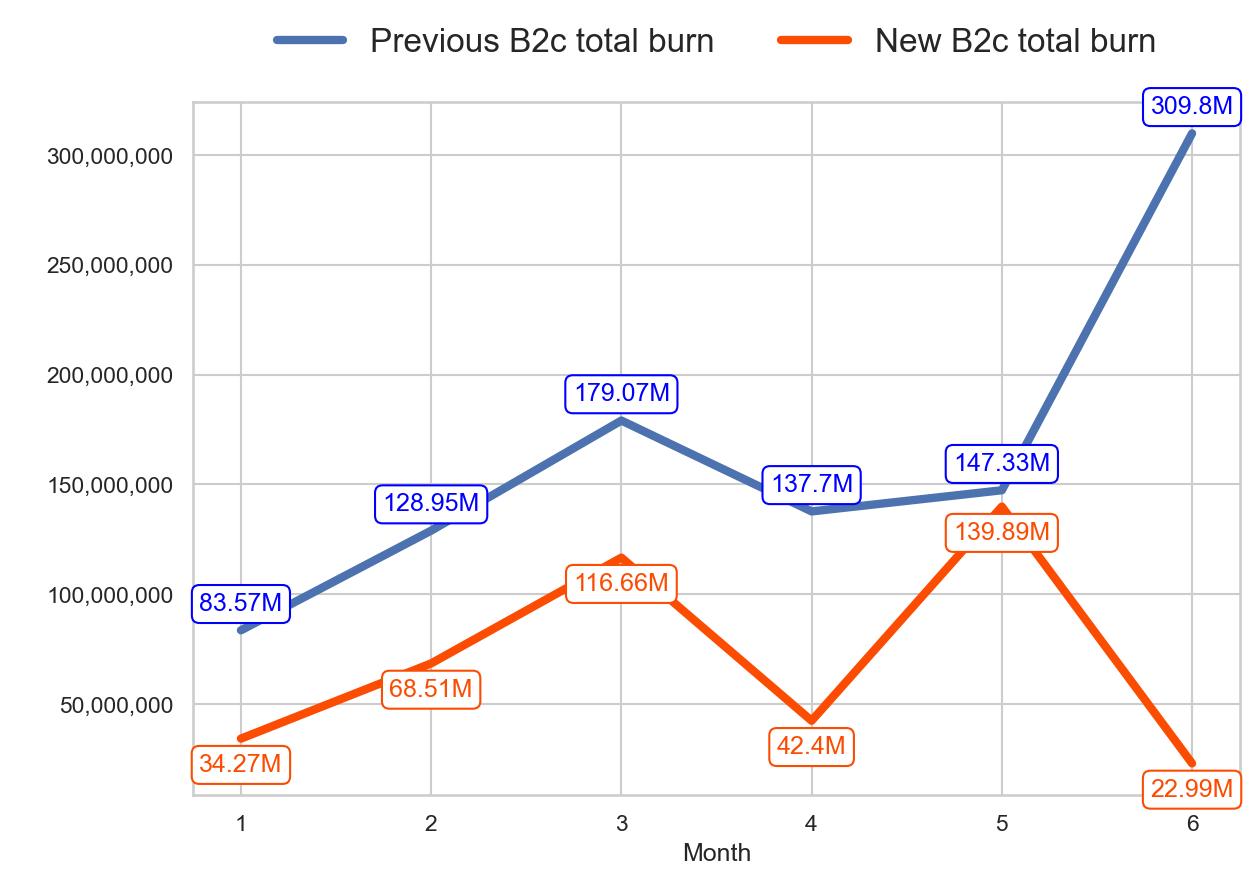 Previous B2c total burn
New B2c total burn
309.8M
300,000,000
250,000,000
200,000,000
179.07M
150,000,000
147.33M
137.7M
128.95M
139.89M
100,000,000
83.57M
116.66M
50,000,000
68.51M
42.4M
34.27M
22.99M
1 2 3 4 5 6
Month